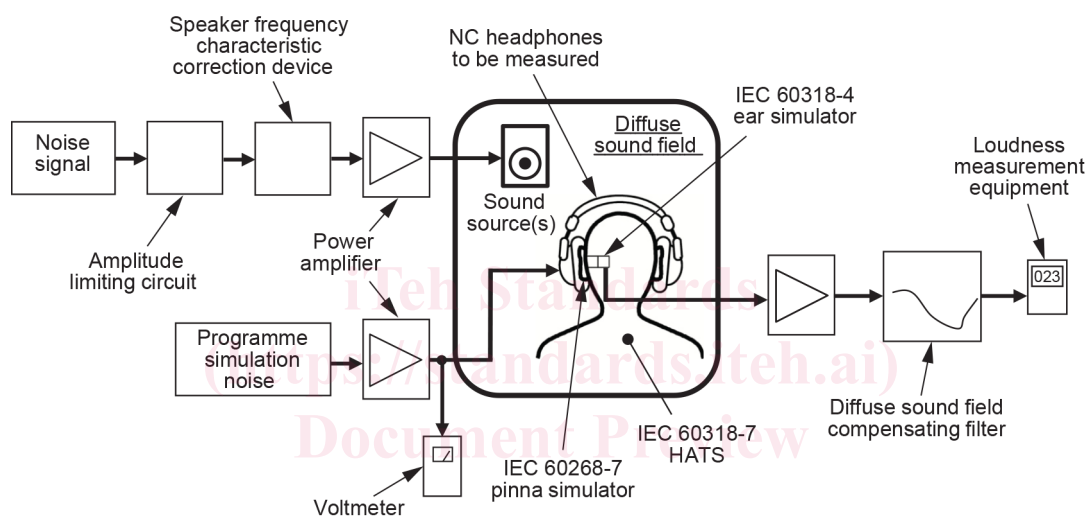 Speaker frequency
characteristic
correction device
NC headphones
to be measured
IEC 60318-4
ear simulator
Noise
signal
Diffuse
sound field
Loudness
measurement
equipment
Sound
source(s)
Amplitude
limiting circuit
Power
amplifier
023
iTeh Standards
Programme
simulation
noise
(https://standards.iteh.ai)
Document Preview
Diffuse sound field
compensating filter
IEC 60318-7
HATS
IEC 60268-7
pinna simulator
Voltmeter